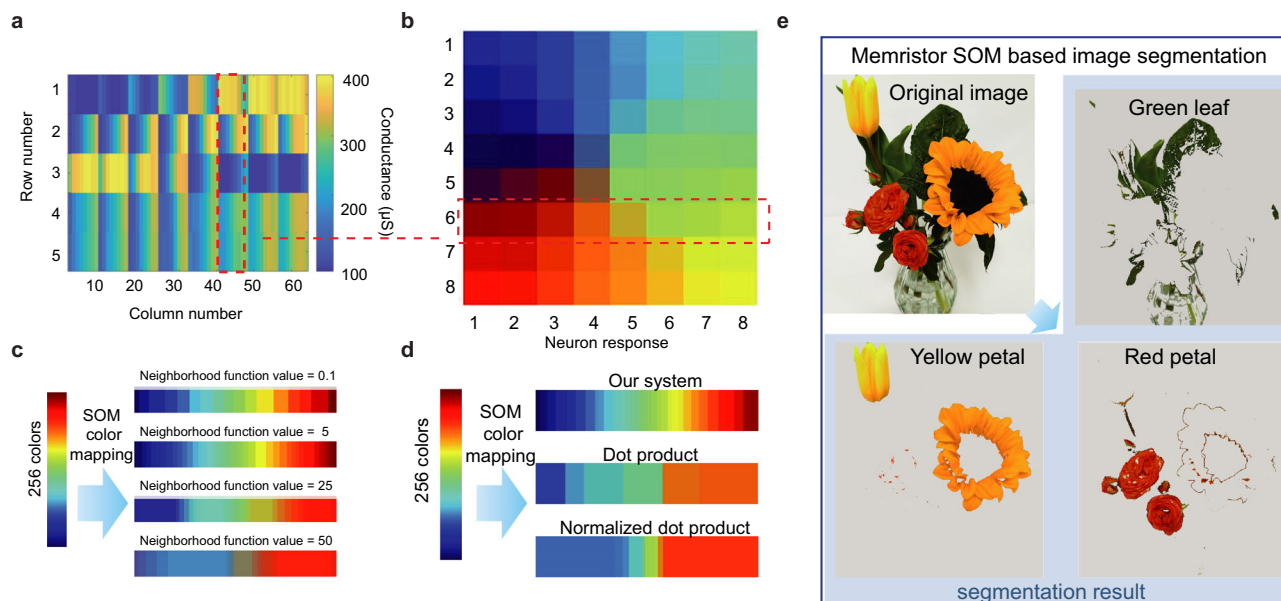 a
400
300
200
100
Conductance (µS)
Row number
1
2
3
4
5
10 20 30 40 50 60
Column number
b
1
2
3
4
5
6
7
8
1 2 3 4 5 6 7 8
Neuron response
c
256 colors
SOM
color
mapping
Neighborhood function value = 0.1
Neighborhood function value = 5
Neighborhood function value = 25
Neighborhood function value = 50
d
256 colors
SOM
color
mapping
Our system
Dot product
Normalized dot product
e
Memristor SOM based image segmentation
Original image
Green leaf
Yellow petal
Red petal
segmentation result